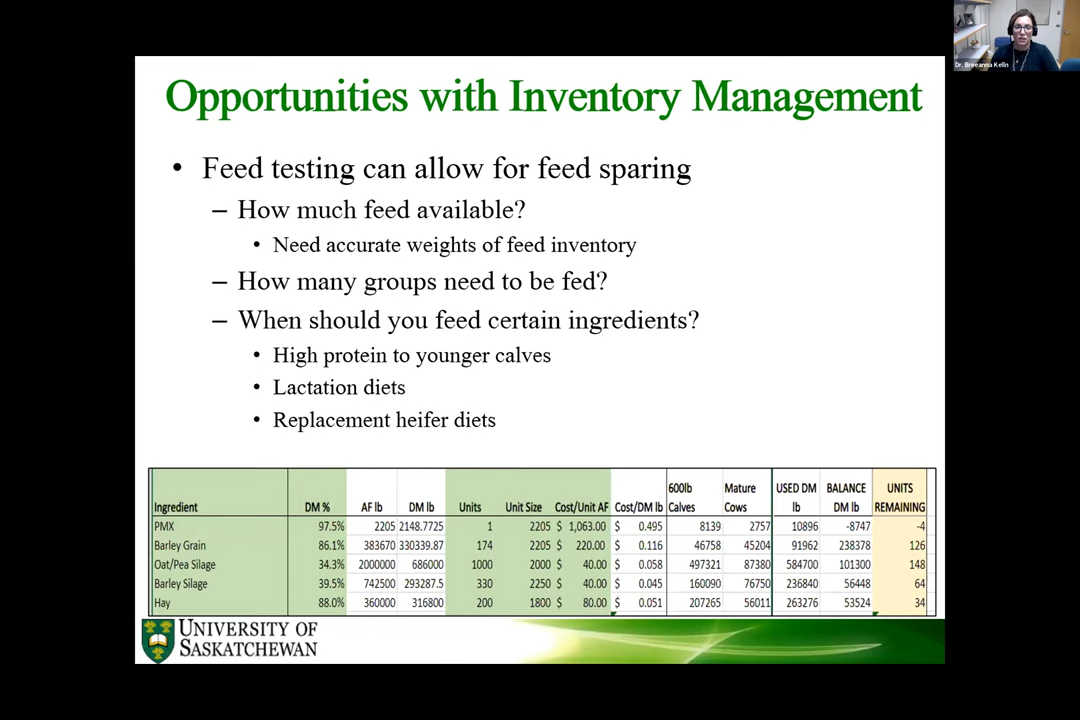 Dr. Breeanna Kelln
Opportunities with Inventory Management
• Feed testing can allow for feed sparing
– How much feed available?
• Need accurate weights of feed inventory
– How many groups need to be fed?
– When should you feed certain ingredients?
• High protein to younger calves
• Lactation diets
• Replacement heifer diets
600lb Mature USED DM BALANCE UNITS
Ingredient DM % AF lb DM lb Units Unit Size Cost/Unit AF Cost/DM lb Calves Cows lb DM lb REMAINING
PMX 97.5% 2205 2148.7725 1 2205 $ 1,063.00 $ 0.495 8139 2757 10896 -8747 -4
Barley Grain 86.1% 383670 330339.87 174 2205 $ 220.00 $ 0.116 46758 45204 91962 238378 126
Oat/Pea Silage 34.3% 2000000 686000 1000 2000 $ 40.00 $ 0.058 497321 87380 584700 101300 148
Barley Silage 39.5% 742500 293287.5 330 2250 $ 40.00 $ 0.045 160090 76750 236840 56448 64
Hay 88.0% 360000 316800 200 1800 $ 80.00 $ 0.051 207265 56011 263276 53524 34
UNIVERSITY OF
SASKATCHEWAN